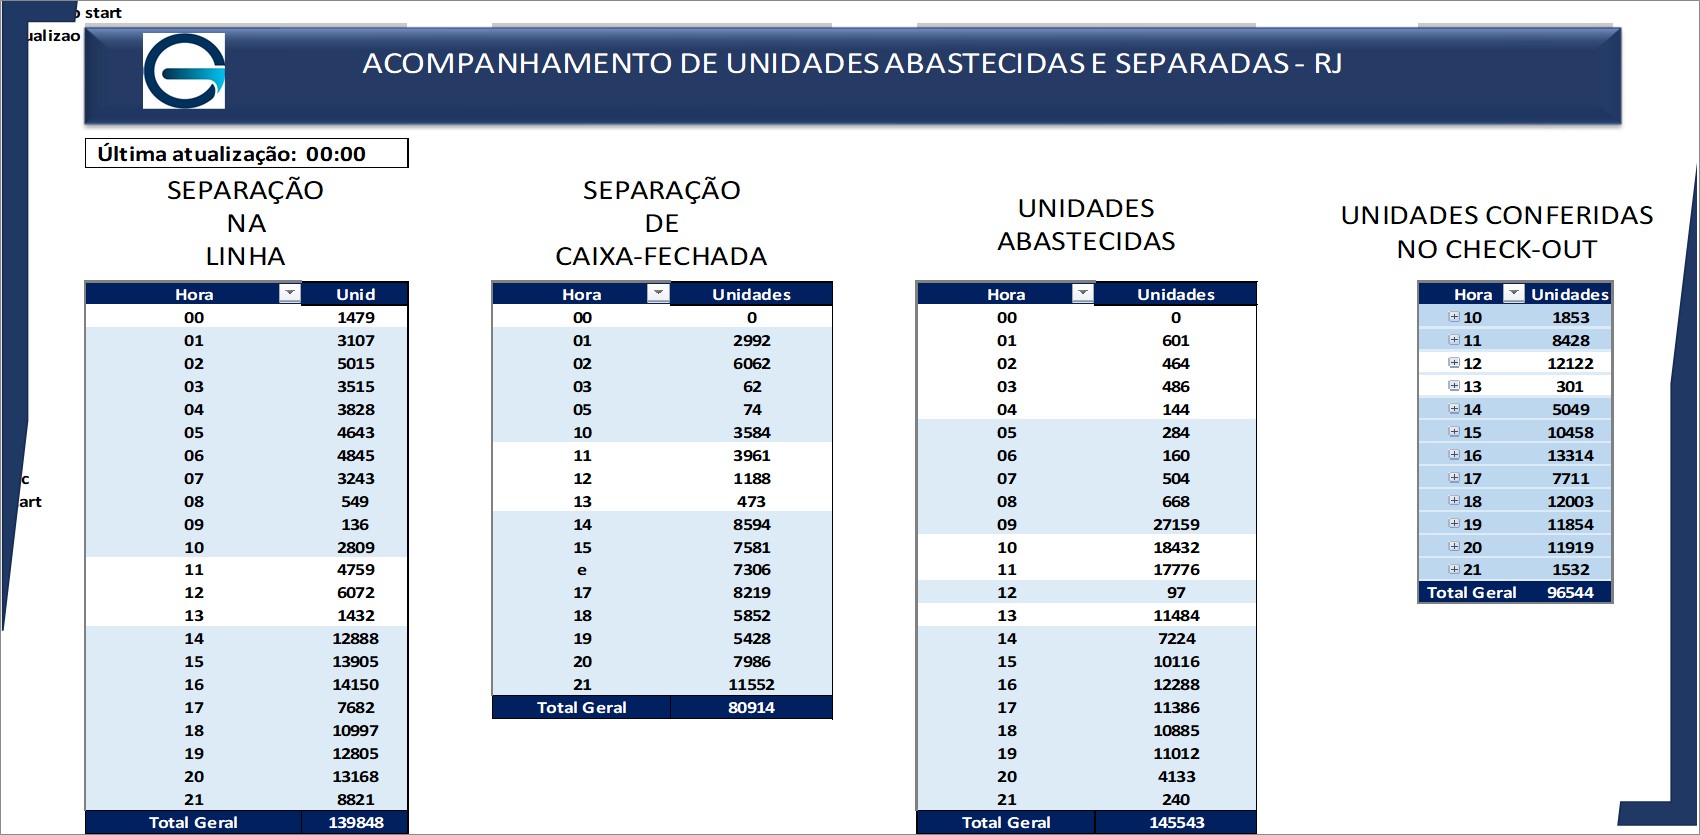 start
ualizao
ACOMPANHAMENTO DE UNIDADES ABASTECIDAS E SEPARADAS - RJ
Última atualização: 00:00
SEPARAÇÃO
NA
LINHA
Hora Unid
00 1479
01 3107
02 5015
03 3515
04 3828
05 4643
06 4845
07 3243
08 549
09 136
10 2809
11 4759
12 6072
13 1432
14 12888
15 13905
16 14150
17 7682
18 10997
19 12805
20 13168
21 8821
Total Geral 139848
SEPARAÇÃO
DE
CAIXA-FECHADA
Hora Unidades
00 0
01 2992
02 6062
03 62
05 74
10 3584
11 3961
12 1188
13 473
14 8594
15 7581
e 7306
17 8219
18 5852
19 5428
20 7986
21 11552
Total Geral 80914
UNIDADES
ABASTECIDAS
Hora Unidades
00 0
01 601
02 464
03 486
04 144
05 284
06 160
07 504
08 668
09 27159
10 18432
11 17776
12 97
13 11484
14 7224
15 10116
16 12288
17 11386
18 10885
19 11012
20 4133
21 240
Total Geral 145543
UNIDADES CONFERIDAS
NO CHECK-OUT
Hora Unidades
10 1853
11 8428
12 12122
13 301
14 5049
15 10458
16 13314
17 7711
18 12003
19 11854
20 11919
21 1532
Total Geral 96544
c
art